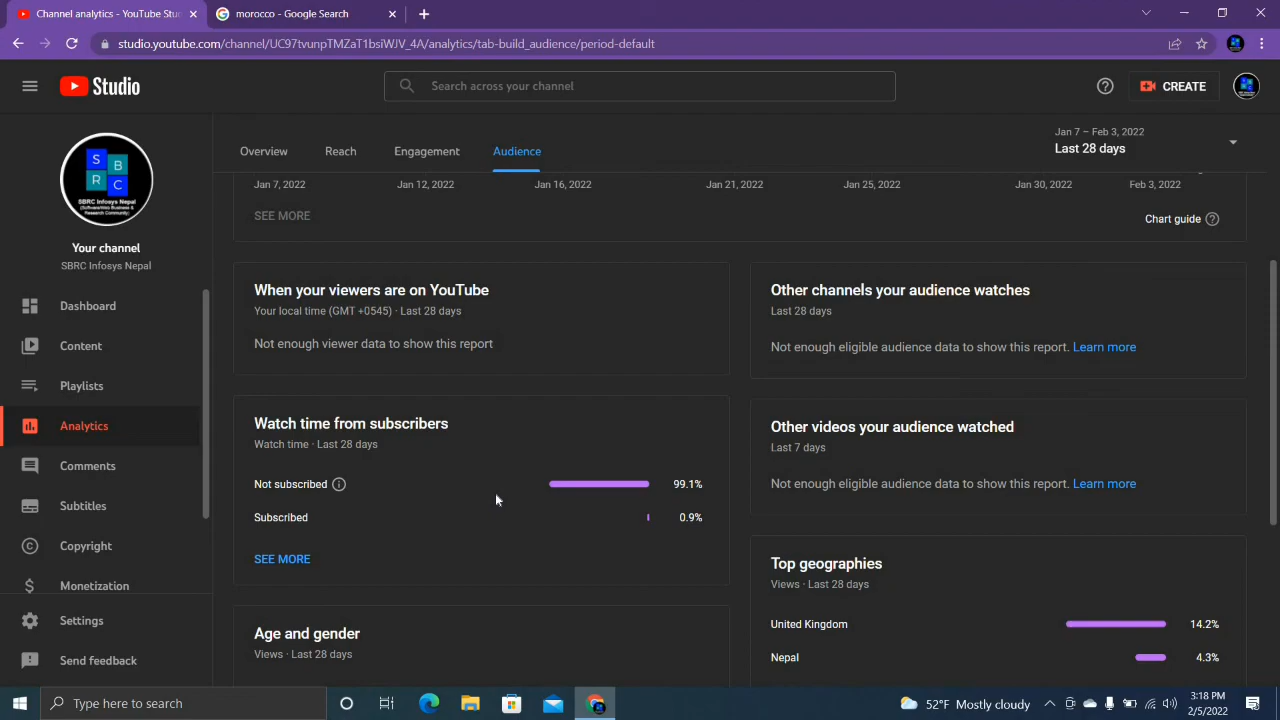 Channel analytics - YouTube Stu
morocco - Google Search
studio.youtube.com/channel/UC97tvunpTMZaT1bsiWJV_4A/analytics/tab-build_audience/period-default
Studio
Search across your channel
CREATE
S B
R C
SBRC Infosys Nepal
(Software/Web Business &
Research Community)
Your channel
SBRC Infosys Nepal
Dashboard
Content
Playlists
Analytics
Comments
Subtitles
Copyright
Monetization
Settings
Send feedback
Overview
Reach
Engagement
Audience
Jan 7 – Feb 3, 2022
Last 28 days
Jan 7, 2022
Jan 12, 2022
Jan 16, 2022
Jan 21, 2022
Jan 25, 2022
Jan 30, 2022
Feb 3, 2022
SEE MORE
Chart guide
When your viewers are on YouTube
Your local time (GMT +0545) · Last 28 days
Not enough viewer data to show this report
Watch time from subscribers
Watch time · Last 28 days
Not subscribed 99.1%
Subscribed 0.9%
SEE MORE
Age and gender
Views · Last 28 days
Other channels your audience watches
Last 28 days
Not enough eligible audience data to show this report. Learn more
Other videos your audience watched
Last 7 days
Not enough eligible audience data to show this report. Learn more
Top geographies
Views · Last 28 days
United Kingdom 14.2%
Nepal 4.3%
Type here to search
52°F Mostly cloudy
3:18 PM
2/5/2022